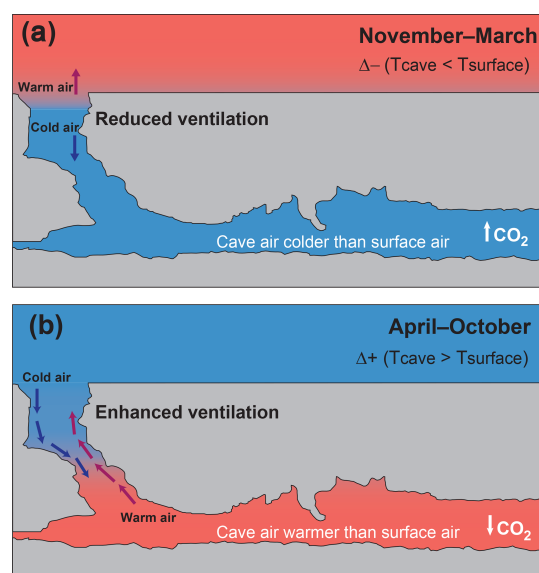 (a)
November–March
Δ– (Tcave < Tsurface)
Warm air
Cold air
Reduced ventilation
Cave air colder than surface air
↑CO₂
(b)
April–October
Δ+ (Tcave > Tsurface)
Cold air
Enhanced ventilation
Warm air
Cave air warmer than surface air
↓CO₂